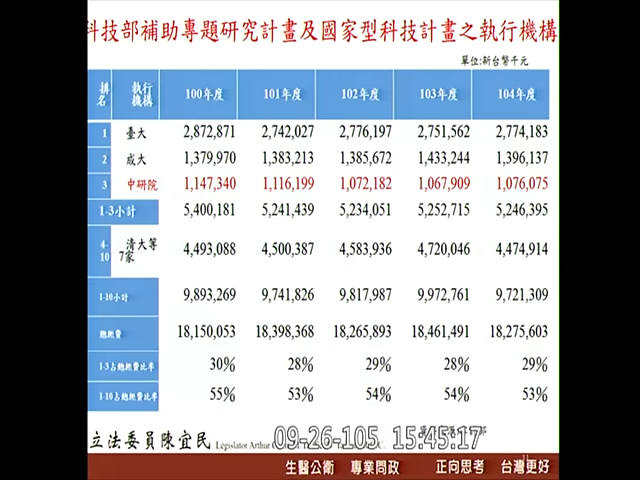 科技部補助專題研究計畫及國家型科技計畫之執行機構
單位:新台幣千元
排名 執行機構 100年度 101年度 102年度 103年度 104年度
1 臺大 2,872,871 2,742,027 2,776,197 2,751,562 2,774,183
2 成大 1,379,970 1,383,213 1,385,672 1,433,244 1,396,137
3 中研院 1,147,340 1,116,199 1,072,182 1,067,909 1,076,075
1-3小計 5,400,181 5,241,439 5,234,051 5,252,715 5,246,395
4-10 清大等7家 4,493,088 4,500,387 4,583,936 4,720,046 4,474,914
1-10小計 9,893,269 9,741,826 9,817,987 9,972,761 9,721,309
總經費 18,150,053 18,398,368 18,265,893 18,461,491 18,275,603
1-3占總經費比率 30% 28% 29% 28% 29%
1-10占總經費比率 55% 53% 54% 54% 53%
立法委員陳宜民 Legislator Arthur
09-26-105 15:45:17
生醫公衛 專業問政 正向思考 台灣更好